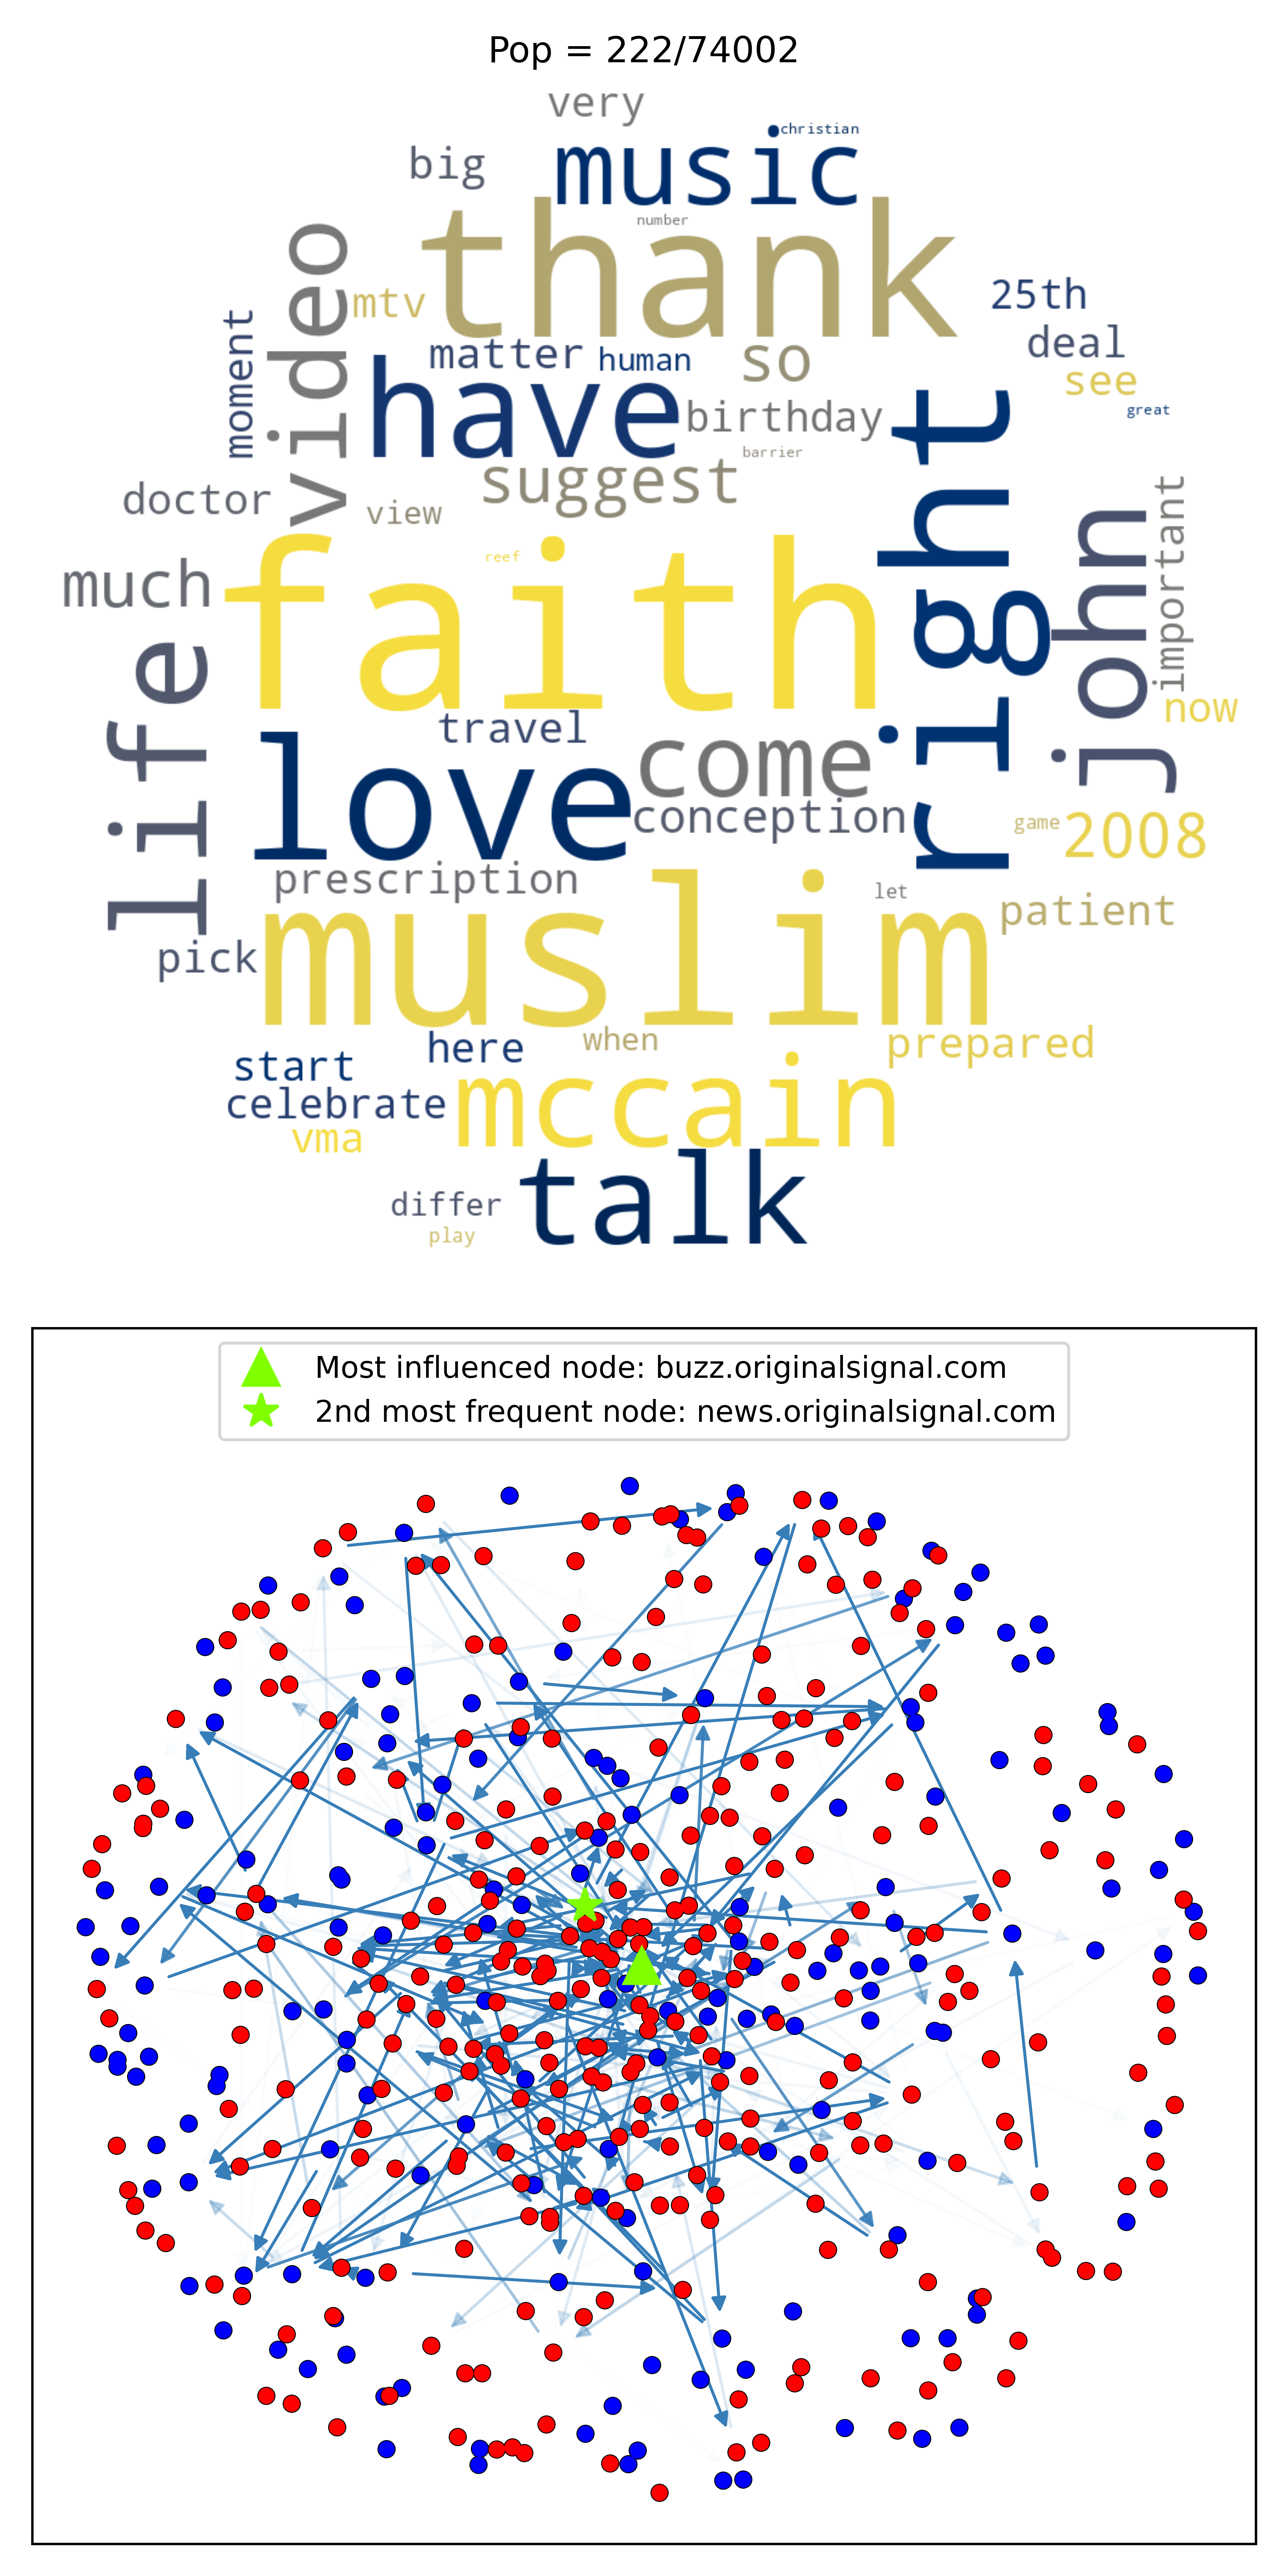 Pop = 222/74002
very
christian
big
music
number
thank
video
mtv
25th
moment
matter
human
so
deal
have
see
birthday
great
barrier
suggest
right
doctor
view
john
important
reef
much
faith
life
now
travel
love
come
conception
game
2008
prescription
let
muslim
patient
pick
start
here
when
prepared
celebrate
mccain
vma
talk
differ
play
Most influenced node: buzz.originalsignal.com
2nd most frequent node: news.originalsignal.com